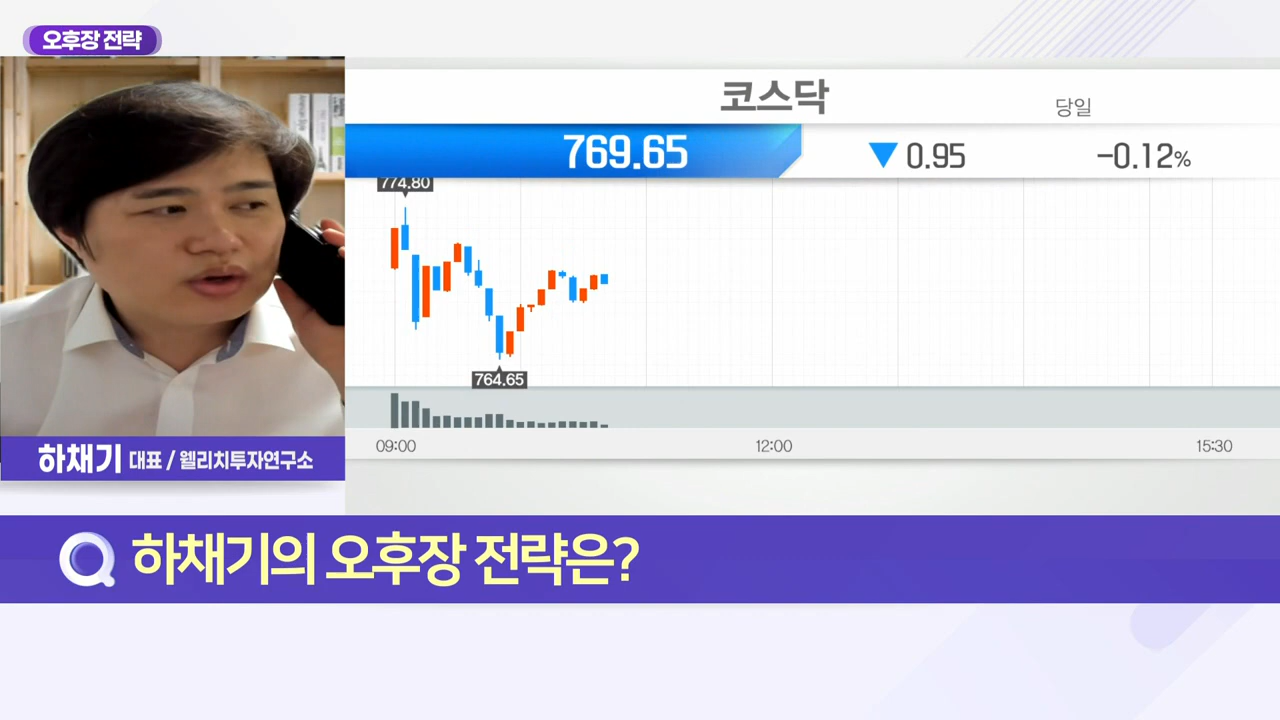 오후장 전략
코스닥
당일
769.65 ▼ 0.95 -0.12%
774.80
764.65
09:00 12:00 15:30
하채기 대표 / 웰리치투자연구소
하채기의 오후장 전략은?